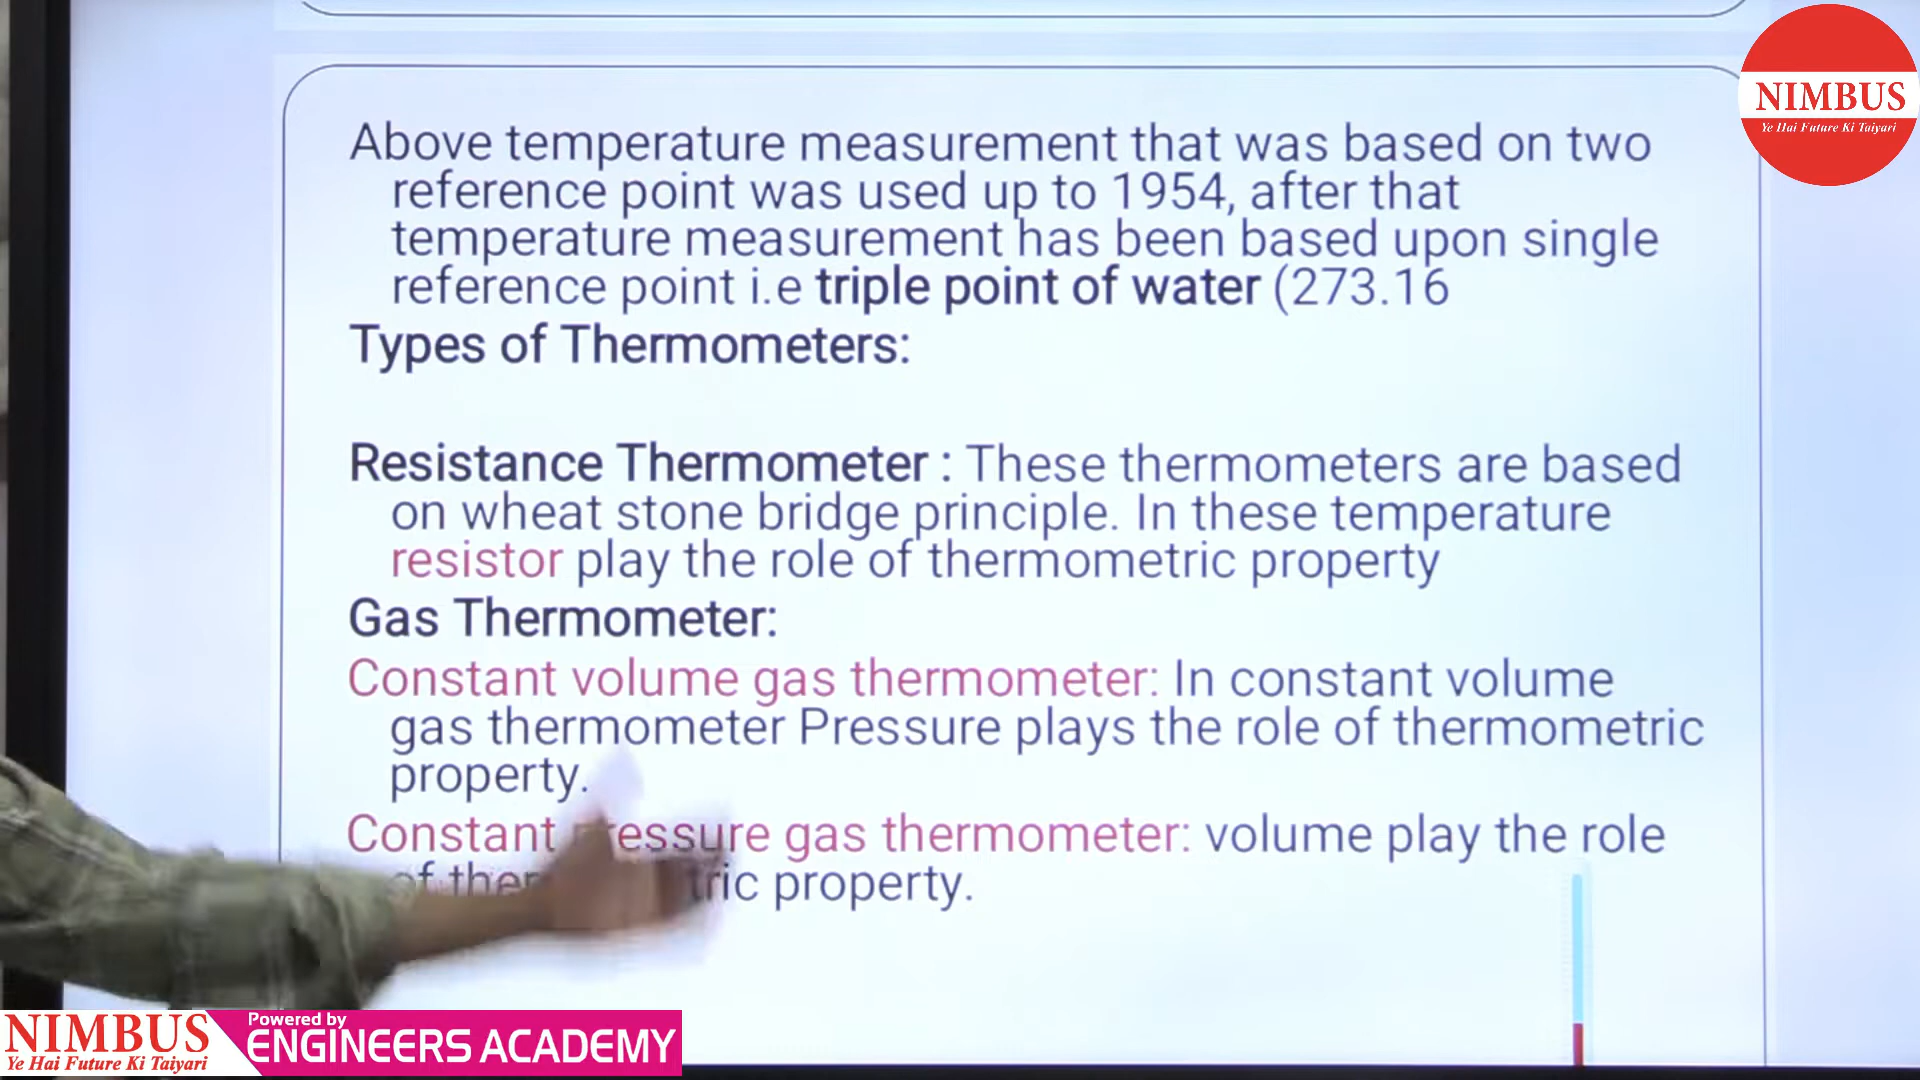 NIMBUS
Ye Hai Future Ki Taiyari
Above temperature measurement that was based on two
reference point was used up to 1954, after that
temperature measurement has been based upon single
reference point i.e triple point of water (273.16
Types of Thermometers:
Resistance Thermometer : These thermometers are based
on wheat stone bridge principle. In these temperature
resistor play the role of thermometric property
Gas Thermometer:
Constant volume gas thermometer: In constant volume
gas thermometer Pressure plays the role of thermometric
property.
Constant essure gas thermometer: volume play the role
of ther tric property.
NIMBUS
Ye Hai Future Ki Taiyari
Powered by
ENGINEERS ACADEMY